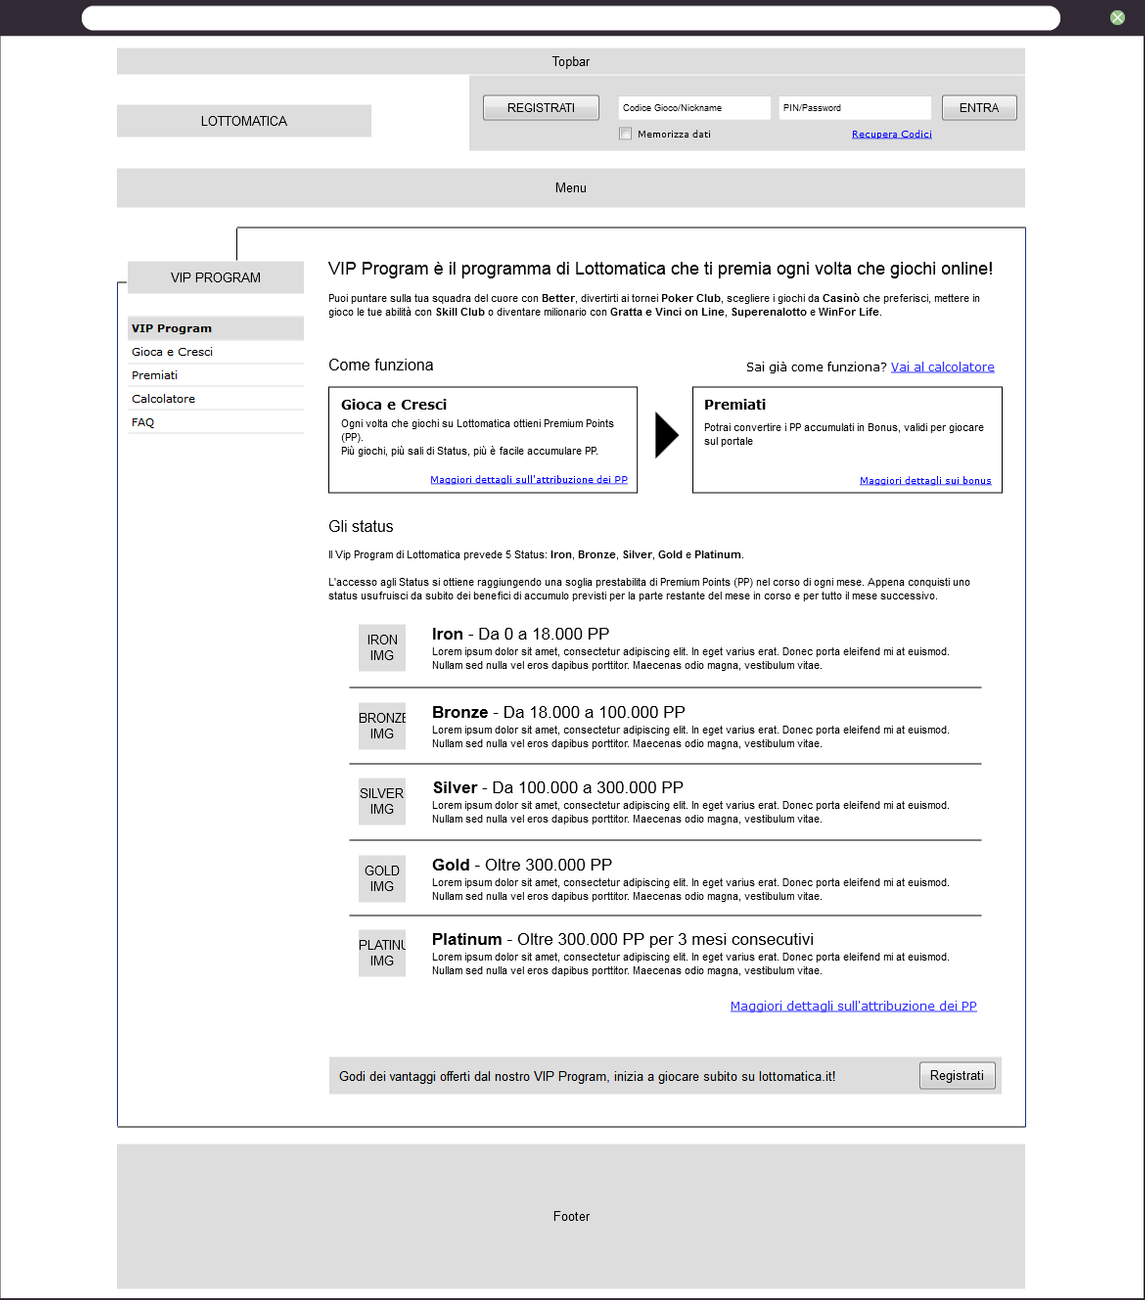 Topbar
LOTTOMATICA
REGISTRATI
Codice Gioco/Nickname
PIN/Password
ENTRA
Memorizza dati
Recupera Codici
Menu
VIP PROGRAM
VIP Program
Gioca e Cresci
Premiati
Calcolatore
FAQ
VIP Program è il programma di Lottomatica che ti premia ogni volta che giochi online!
Puoi puntare sulla tua squadra del cuore con Better, divertirti ai tornei Poker Club, scegliere i giochi da Casinò che preferisci, mettere in
gioco le tue abilità con Skill Club o diventare milionario con Gratta e Vinci on Line, Superenalotto e WinFor Life.
Come funziona
Sai già come funziona? Vai al calcolatore
Gioca e Cresci
Ogni volta che giochi su Lottomatica ottieni Premium Points
(PP).
Più giochi, più sali di Status, più è facile accumulare PP.
Maggiori dettagli sull'attribuzione dei PP
Premiati
Potrai convertire i PP accumulati in Bonus, validi per giocare
sul portale
Maggiori dettagli sui bonus
Gli status
Il Vip Program di Lottomatica prevede 5 Status: Iron, Bronze, Silver, Gold e Platinum.
L'accesso agli Status si ottiene raggiungendo una soglia prestabilita di Premium Points (PP) nel corso di ogni mese. Appena conquisti uno
status usufruisci da subito dei benefici di accumulo previsti per la parte restante del mese in corso e per tutto il mese successivo.
IRON
IMG
Iron - Da 0 a 18.000 PP
Lorem ipsum dolor sit amet, consectetur adipiscing elit. In eget varius erat. Donec porta eleifend mi at euismod.
Nullam sed nulla vel eros dapibus porttitor. Maecenas odio magna, vestibulum vitae.
BRONZE
IMG
Bronze - Da 18.000 a 100.000 PP
Lorem ipsum dolor sit amet, consectetur adipiscing elit. In eget varius erat. Donec porta eleifend mi at euismod.
Nullam sed nulla vel eros dapibus porttitor. Maecenas odio magna, vestibulum vitae.
SILVER
IMG
Silver - Da 100.000 a 300.000 PP
Lorem ipsum dolor sit amet, consectetur adipiscing elit. In eget varius erat. Donec porta eleifend mi at euismod.
Nullam sed nulla vel eros dapibus porttitor. Maecenas odio magna, vestibulum vitae.
GOLD
IMG
Gold - Oltre 300.000 PP
Lorem ipsum dolor sit amet, consectetur adipiscing elit. In eget varius erat. Donec porta eleifend mi at euismod.
Nullam sed nulla vel eros dapibus porttitor. Maecenas odio magna, vestibulum vitae.
PLATINU
IMG
Platinum - Oltre 300.000 PP per 3 mesi consecutivi
Lorem ipsum dolor sit amet, consectetur adipiscing elit. In eget varius erat. Donec porta eleifend mi at euismod.
Nullam sed nulla vel eros dapibus porttitor. Maecenas odio magna, vestibulum vitae.
Maggiori dettagli sull'attribuzione dei PP
Godi dei vantaggi offerti dal nostro VIP Program, inizia a giocare subito su lottomatica.it!
Registrati
Footer